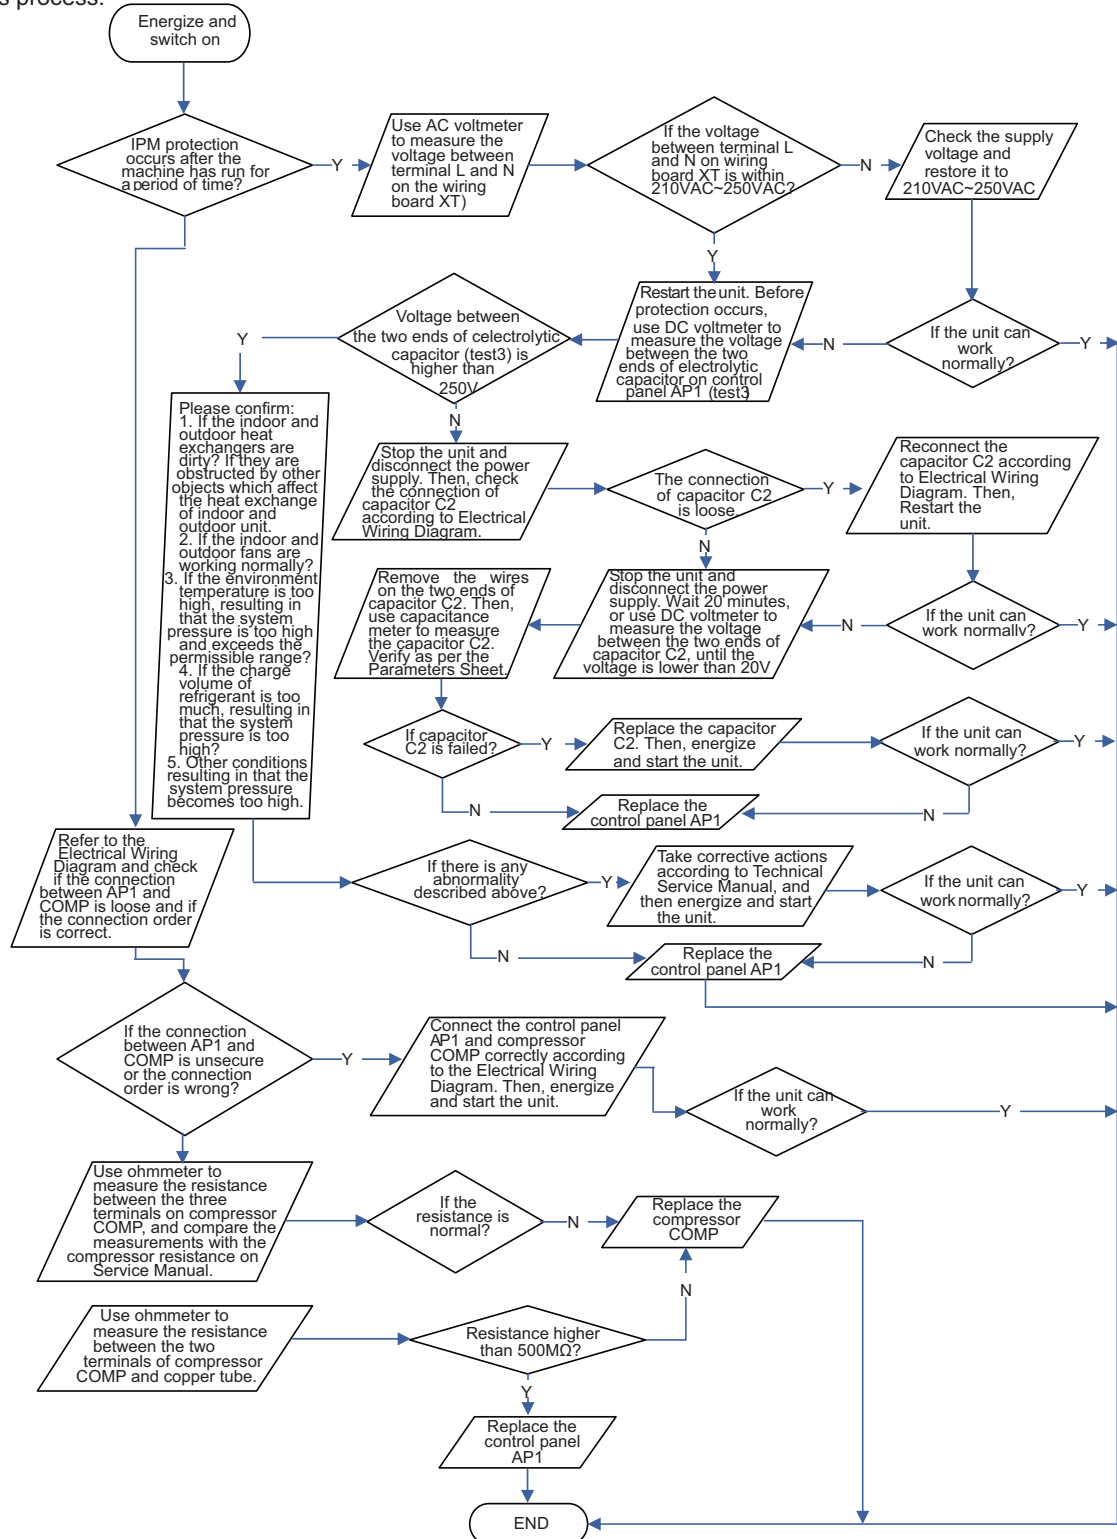 s process.
Energize and
switch on
IPM protection
occurs after the
machine has run for
a period of time?
Y
Use AC voltmeter
to measure the
voltage between
terminal L and N
on the wiring
board XT)
If the voltage
between terminal L
and N on wiring
board XT is within
210VAC~250VAC?
N
Check the supply
voltage and
restore it to
210VAC~250VAC
Y
Restart the unit. Before
protection occurs,
use DC voltmeter to
measure the voltage
between the two
ends of electrolytic
capacitor on control
panel AP1 (test3)
N
If the unit can
work
normally?
Y
Voltage between
the two ends of celectrolytic
capacitor (test3) is
higher than
250V
Y
N
Please confirm:
1. If the indoor and
outdoor heat
exchangers are
dirty? If they are
obstructed by other
objects which affect
the heat exchange
of indoor and
outdoor unit.
2. If the indoor and
outdoor fans are
working normally?
3. If the environment
temperature is too
high, resulting in
that the system
pressure is too high
and exceeds the
permissible range?
4. If the charge
volume of
refrigerant is too
much, resulting in
that the system
pressure is too
high?
5. Other conditions
resulting in that the
system pressure
becomes too high.
Stop the unit and
disconnect the power
supply. Then, check
the connection of
capacitor C2
according to Electrical
Wiring Diagram.
The connection
of capacitor C2
is loose.
Y
Reconnect the
capacitor C2 according
to Electrical Wiring
Diagram. Then,
Restart the
unit.
N
Remove the wires
on the two ends of
capacitor C2. Then,
use capacitance
meter to measure
the capacitor C2.
Verify as per the
Parameters Sheet.
Stop the unit and
disconnect the power
supply. Wait 20 minutes,
or use DC voltmeter to
measure the voltage
between the two ends of
capacitor C2, until the
voltage is lower than 20V
N
If the unit can
work normally.
Y
If capacitor
C2 is failed?
Y
Replace the capacitor
C2. Then, energize
and start the unit.
If the unit can
work normally?
Y
N
Replace the
control panel AP1
N
Refer to the
Electrical Wiring
Diagram and check
if the connection
between AP1 and
COMP is loose and if
the connection order
is correct.
If there is any
abnormality
described above?
Y
Take corrective actions
according to Technical
Service Manual, and
then energize and start
the unit.
If the unit can
work normally?
Y
N
Replace the
control panel AP1
N
If the connection
between AP1 and
COMP is unsecure
or the connection
order is wrong?
Y
Connect the control panel
AP1 and compressor
COMP correctly according
to the Electrical Wiring
Diagram. Then, energize
and start the unit.
If the unit can
work
normally?
Y
Use ohmmeter to
measure the resistance
between the three
terminals on compressor
COMP, and compare the
measurements with the
compressor resistance on
Service Manual.
If the
resistance is
normal?
N
Replace the
compressor
COMP
N
Use ohmmeter to
measure the resistance
between the two
terminals of compressor
COMP and copper tube.
Resistance higher
than 500MΩ?
Y
Replace the
control panel
AP1
END